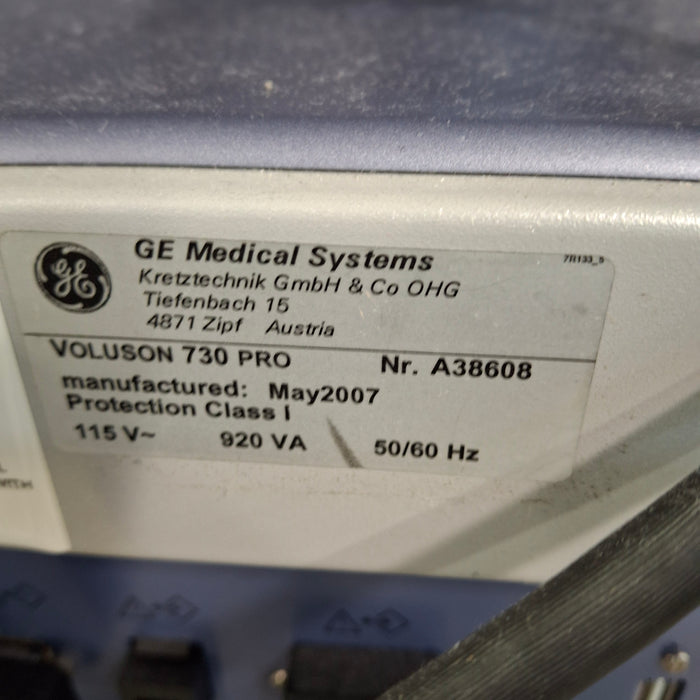 GE Medical Systems
7R133_5
Kretztechnik GmbH & Co OHG
Tiefenbach 15
4871 Zipf Austria
VOLUSON 730 PRO Nr. A38608
manufactured: May2007
Protection Class I
115 V~ 920 VA 50/60 Hz